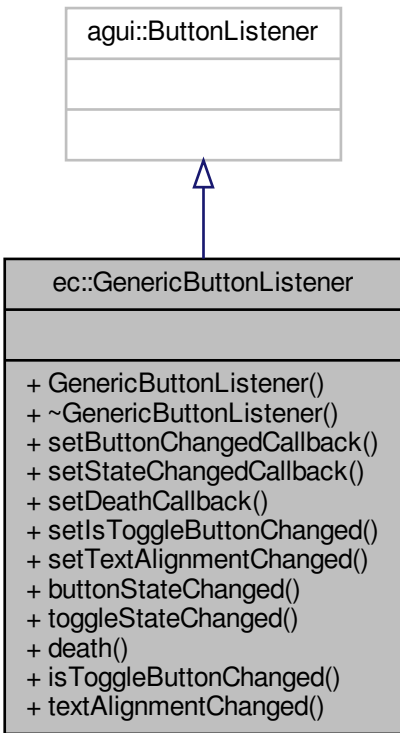 agui::ButtonListener
ec::GenericButtonListener
+ GenericButtonListener()
+ ~GenericButtonListener()
+ setButtonChangedCallback()
+ setStateChangedCallback()
+ setDeathCallback()
+ setIsToggleButtonChanged()
+ setTextAlignmentChanged()
+ buttonStateChanged()
+ toggleStateChanged()
+ death()
+ isToggleButtonChanged()
+ textAlignmentChanged()